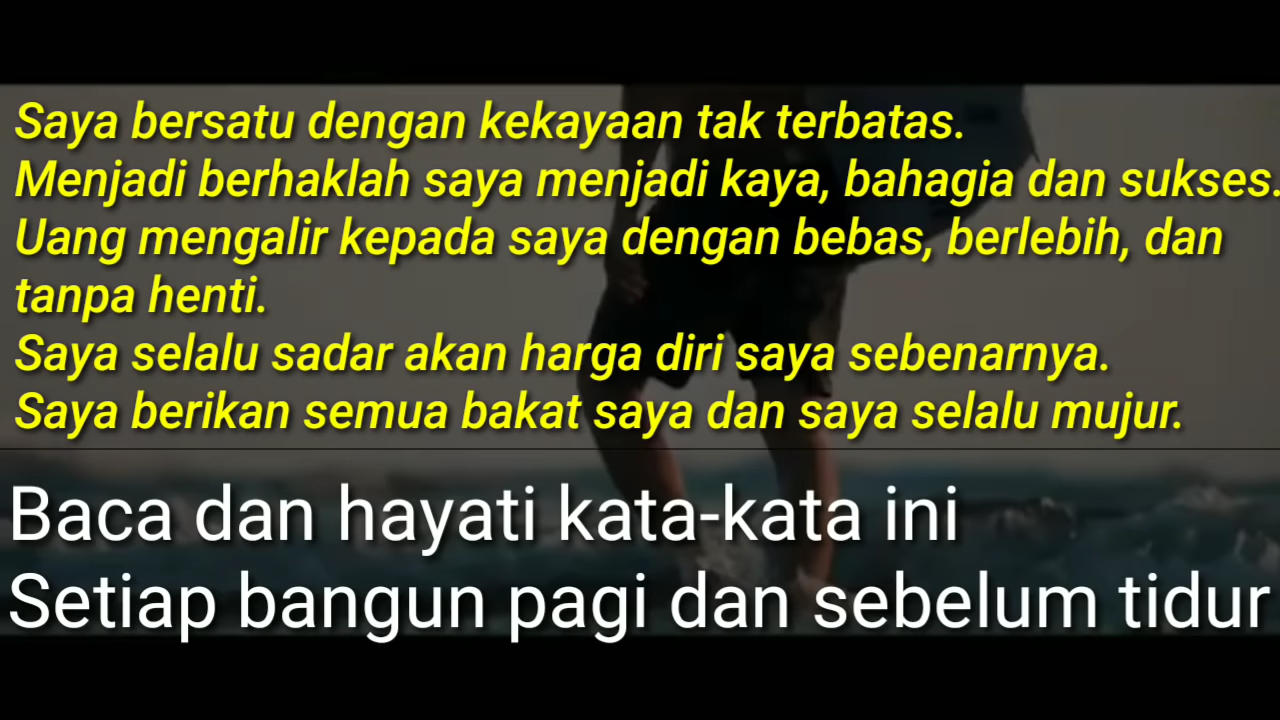 Saya bersatu dengan kekayaan tak terbatas.
Menjadi berhaklah saya menjadi kaya, bahagia dan sukses.
Uang mengalir kepada saya dengan bebas, berlebih, dan
tanpa henti.
Saya selalu sadar akan harga diri saya sebenarnya.
Saya berikan semua bakat saya dan saya selalu mujur.
Baca dan hayati kata-kata ini
Setiap bangun pagi dan sebelum tidur